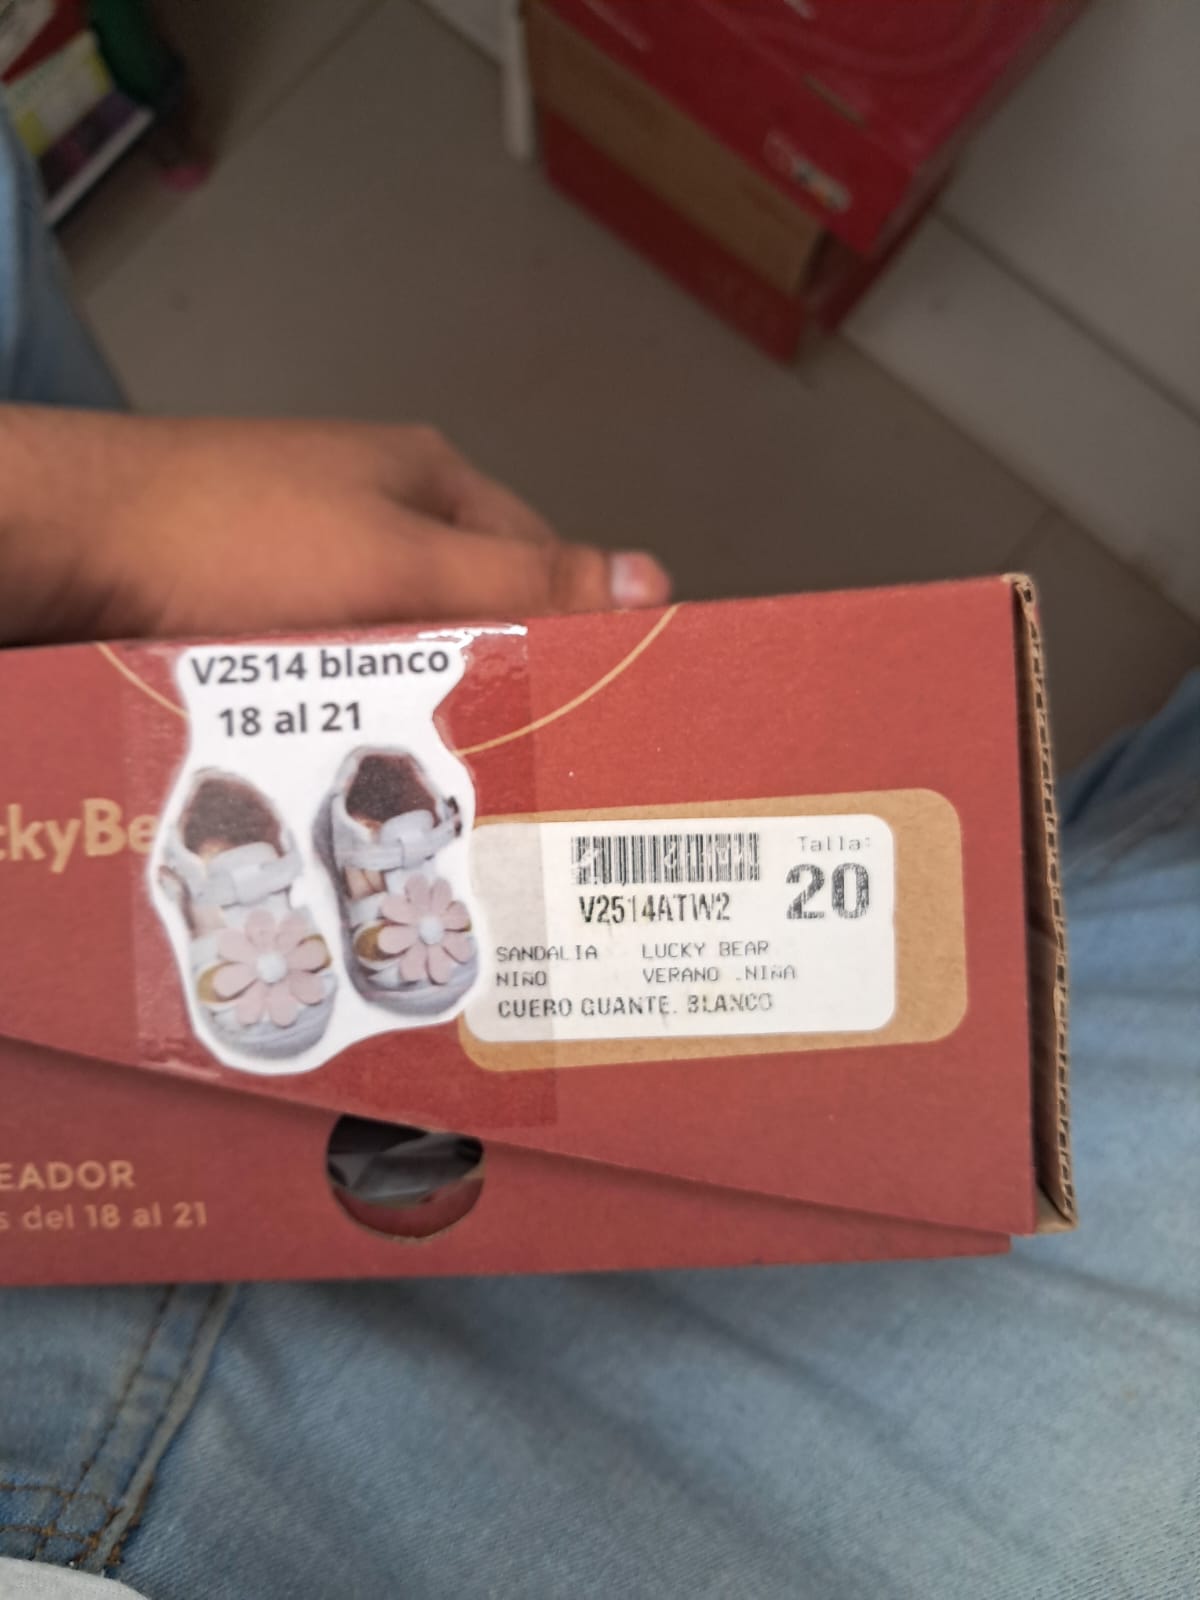 V2514 blanco
18 al 21
ckyBe
Talla:
20
V2514ATW2
SANDALIA LUCKY BEAR
NIÑO VERANO .NIÑA
CUERO GUANTE. BLANCO
EADOR
s del 18 al 21